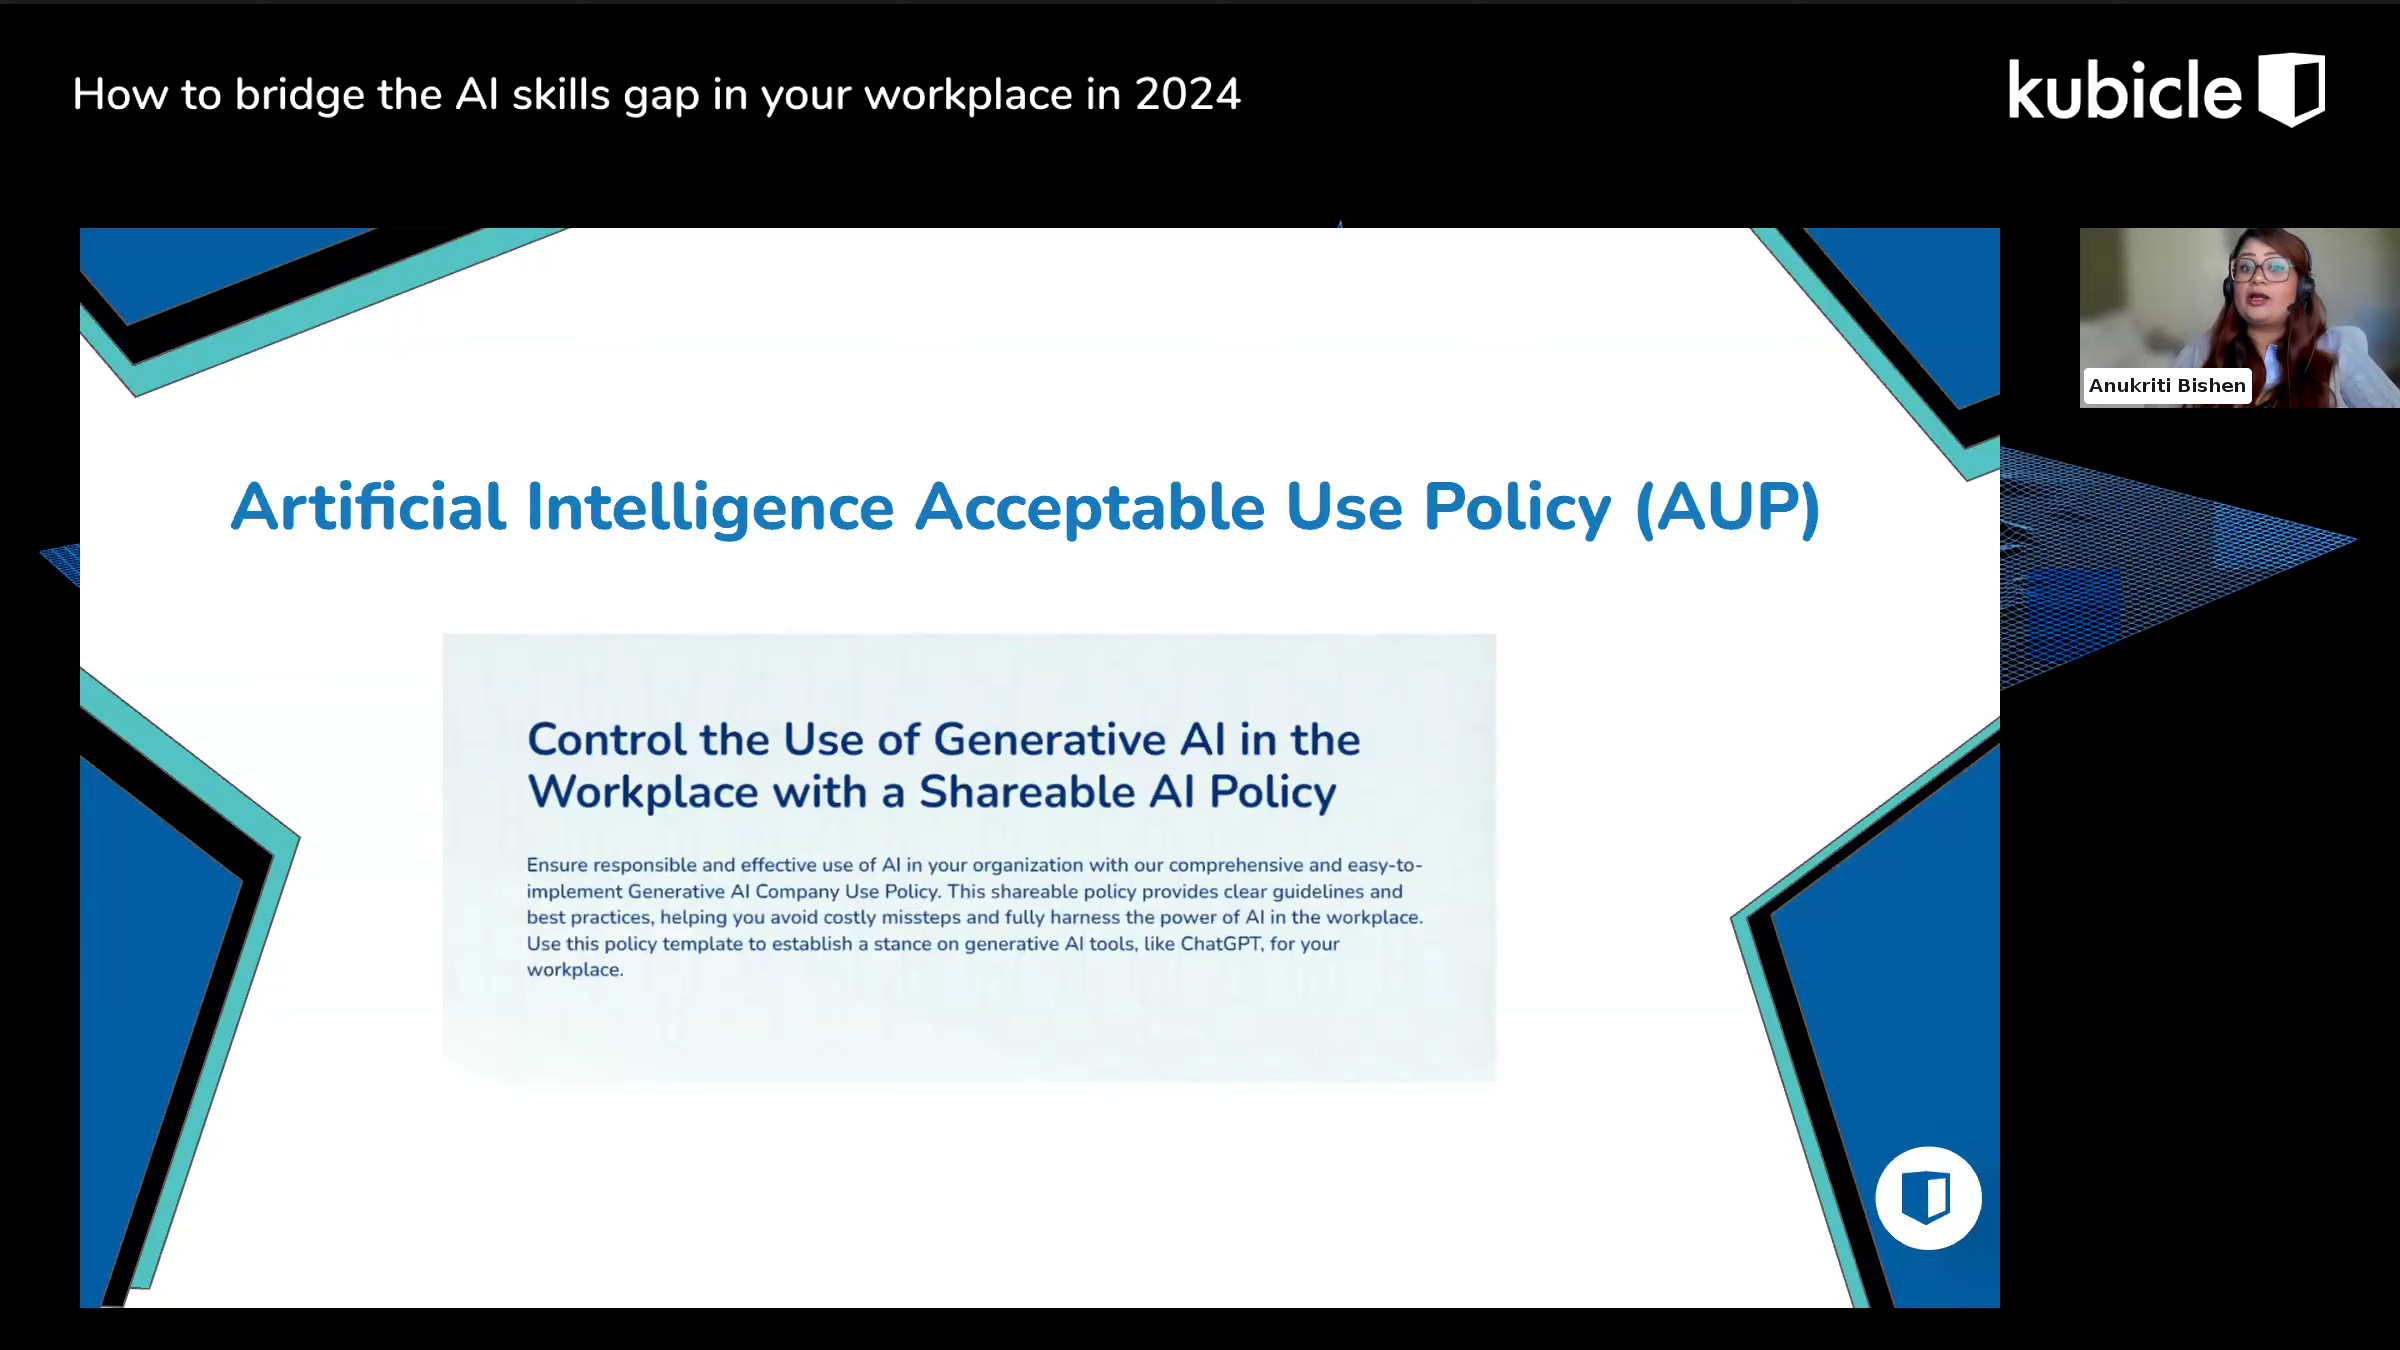 How to bridge the AI skills gap in your workplace in 2024
kubicle
Anukriti Bishen
Artificial Intelligence Acceptable Use Policy (AUP)
Control the Use of Generative AI in the
Workplace with a Shareable AI Policy
Ensure responsible and effective use of AI in your organization with our comprehensive and easy-to-
implement Generative AI Company Use Policy. This shareable policy provides clear guidelines and
best practices, helping you avoid costly missteps and fully harness the power of AI in the workplace.
Use this policy template to establish a stance on generative AI tools, like ChatGPT, for your
workplace.